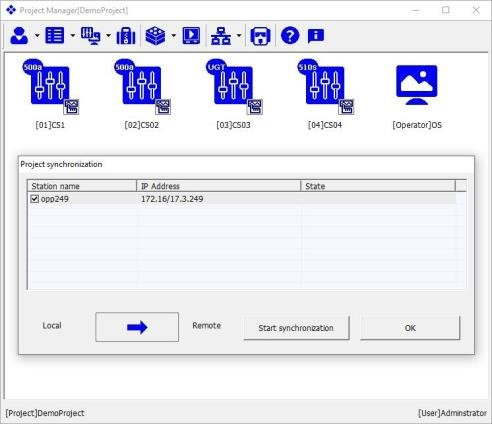 Project Manager[DemoProject]
500a
500a
UGT
510s
[01]CS1
[02]CS02
[03]CS03
[04]CS04
[Operator]OS
Project synchronization
Station name IP Address State
opp249 172.16/17.3.249
Local Remote Start synchronization OK
[Project]DemoProject [User]Adminstrator